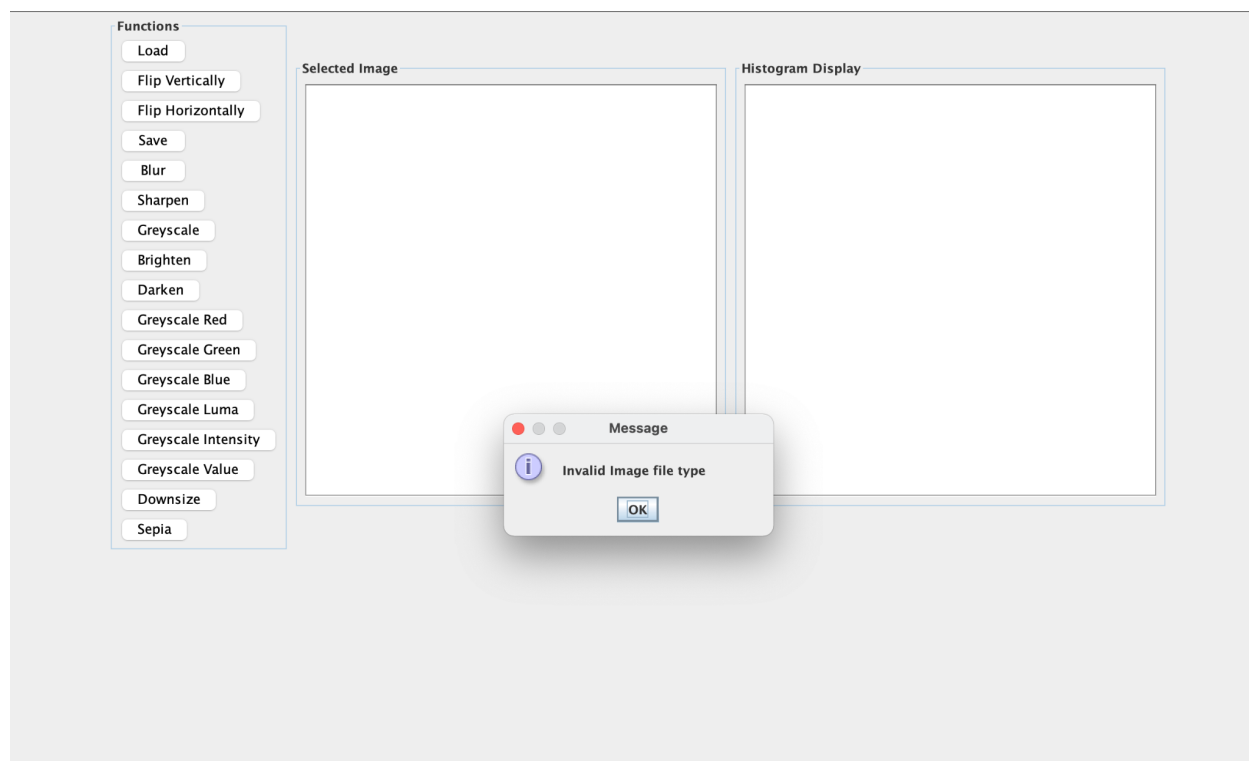 Functions
Load
Flip Vertically
Flip Horizontally
Save
Blur
Sharpen
Greyscale
Brighten
Darken
Greyscale Red
Greyscale Green
Greyscale Blue
Greyscale Luma
Greyscale Intensity
Greyscale Value
Downsize
Sepia
Selected Image
Histogram Display
Message
i
Invalid Image file type
OK